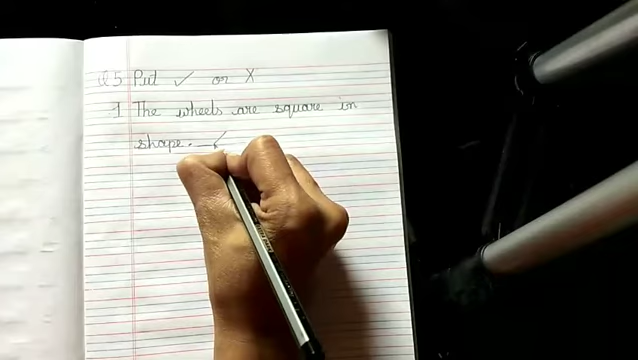 Q5 Put ✓ or X
1 The wheels are square in
shape. ✓